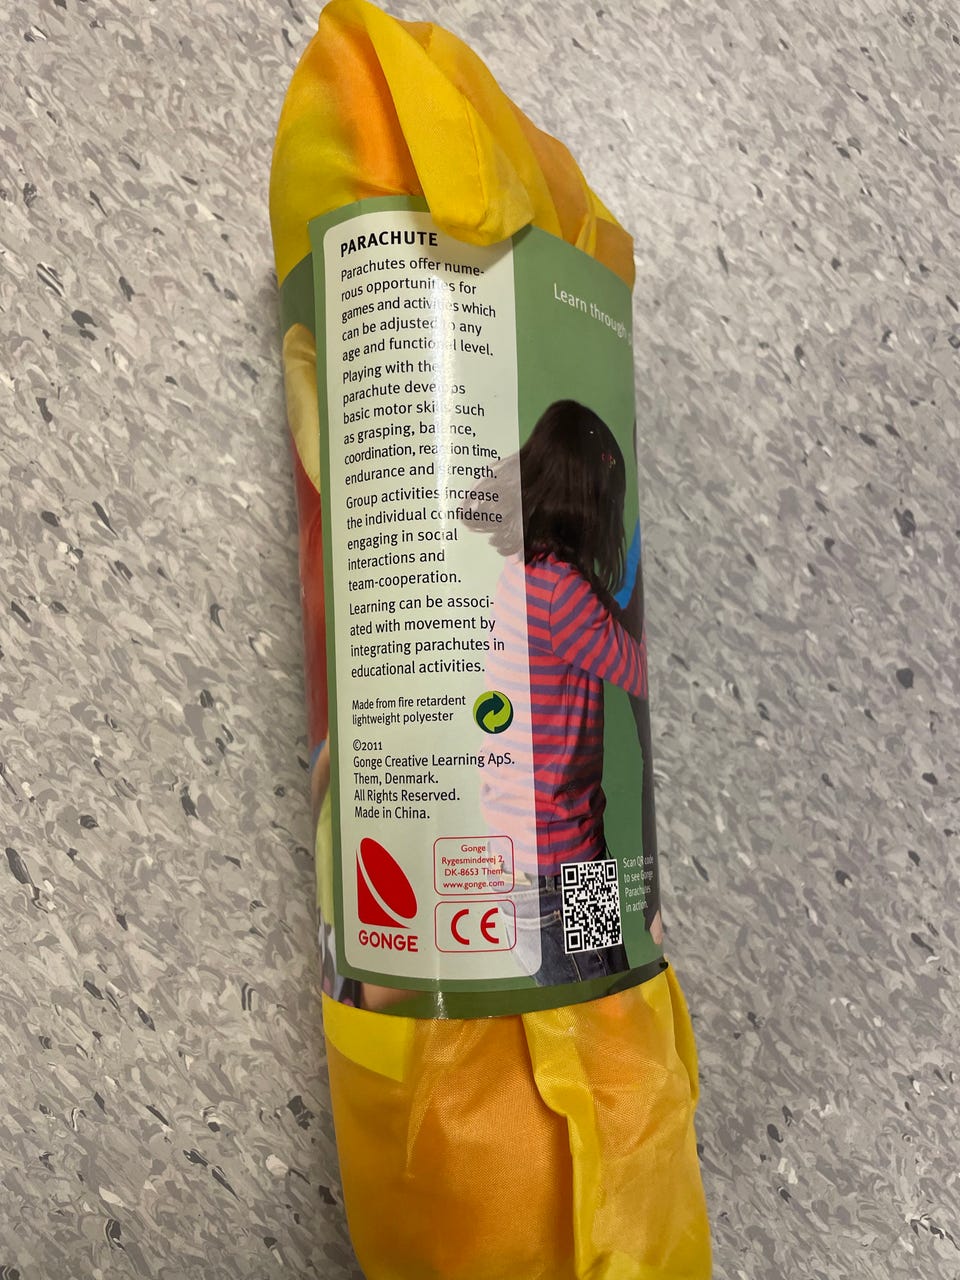 PARACHUTE
Parachutes offer nume-
rous opportunities for
games and activities which
can be adjusted to any
age and functional level.
Playing with the
parachute develops
basic motor skills such
as grasping, balance,
coordination, reaction time,
endurance and strength.
Group activities increase
the individual confidence
engaging in social
interactions and
team-cooperation.
Learning can be associ-
ated with movement by
integrating parachutes in
educational activities.
Made from fire retardent
lightweight polyester
©2011
Gonge Creative Learning ApS.
Them, Denmark.
All Rights Reserved.
Made in China.
GONGE
Gonge
Rygesmindevej 2,
DK-8653 Them
www.gonge.com
CE
Learn through
Scan QR code
to see Gonge
Parachutes
in action.